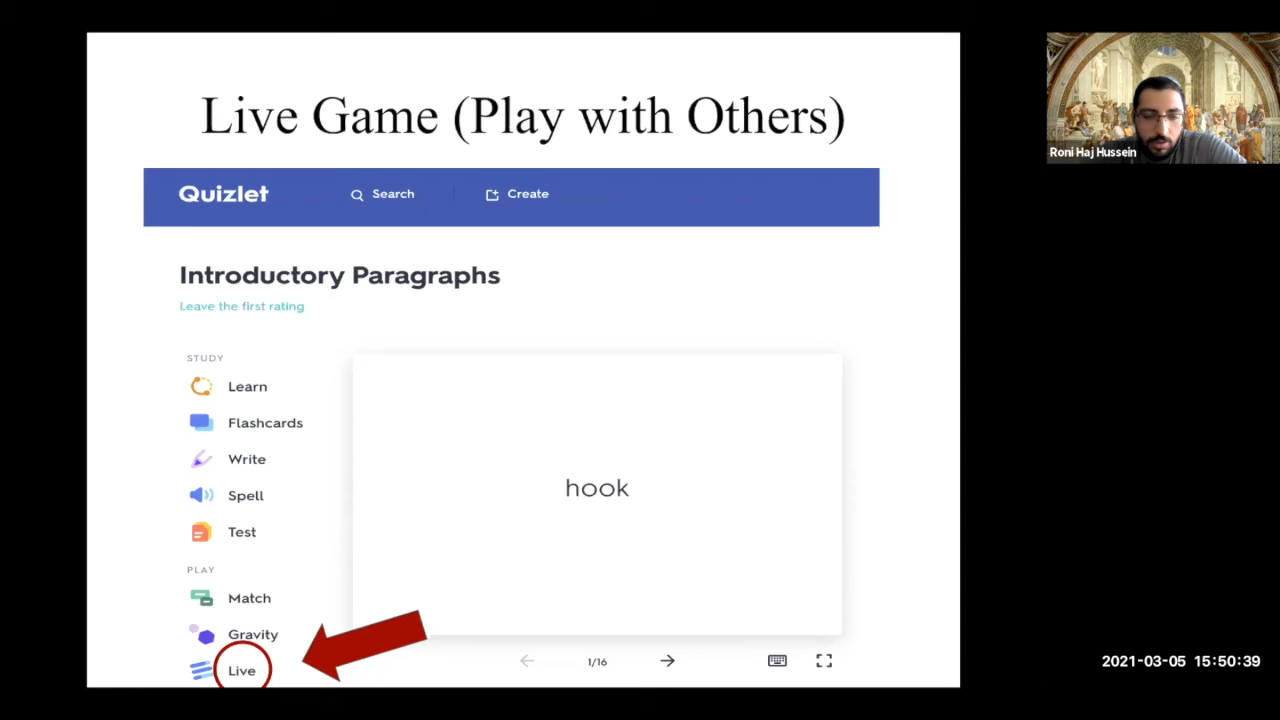 Live Game (Play with Others)
Quizlet Search Create
Introductory Paragraphs
Leave the first rating
STUDY
Learn
Flashcards
Write
Spell
Test
PLAY
Match
Gravity
Live
hook
1/16
Roni Haj Hussein
2021-03-05 15:50:39